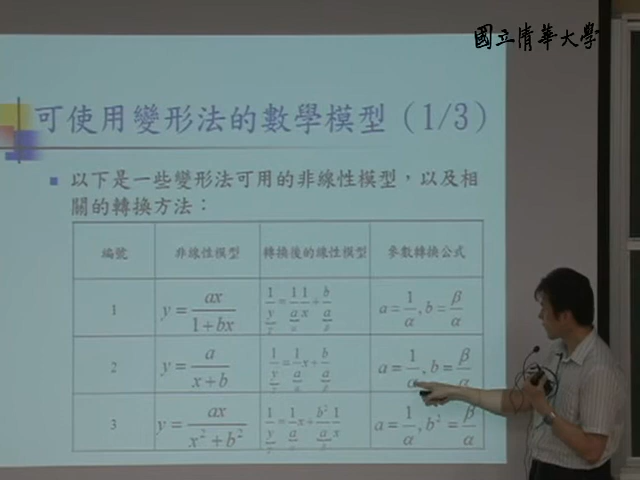 國立清華大學
可使用變形法的數學模型 (1/3)
以下是一些變形法可用的非線性模型，以及相
關的轉換方法：
編號 非線性模型 轉換後的線性模型 參數轉換公式
1 y = ax / (1 + bx) 1/y = 1/a 1/x + b/a a = 1/α, b = β/α
2 y = a / (x + b) 1/y = 1/a x + b/a a = 1/α, b = β/α
3 y = ax / (x² + b²) 1/y = 1/a x + b²/a 1/x a = 1/α, b² = β/α